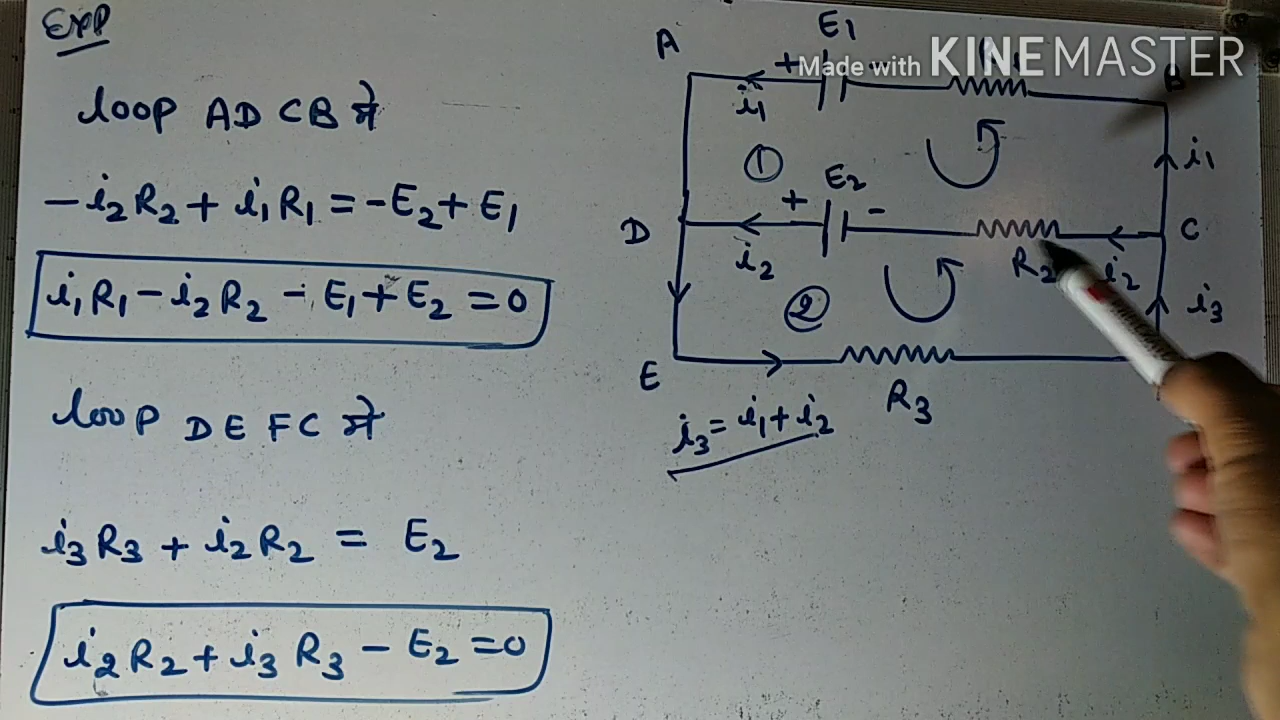 Exp
loop ADCB में
-i₂R₂ + i₁R₁ = -E₂ + E₁
i₁R₁ - i₂R₂ - E₁ + E₂ = 0
loop DEFC में
i₃R₃ + i₂R₂ = E₂
i₂R₂ + i₃R₃ - E₂ = 0
Made with KINEMASTER
A + E₁ - B
i₁
① i₁
D + E₂ - C
i₂ R₂ i₂
② i₃
E
R₃
i₃ = i₁ + i₂